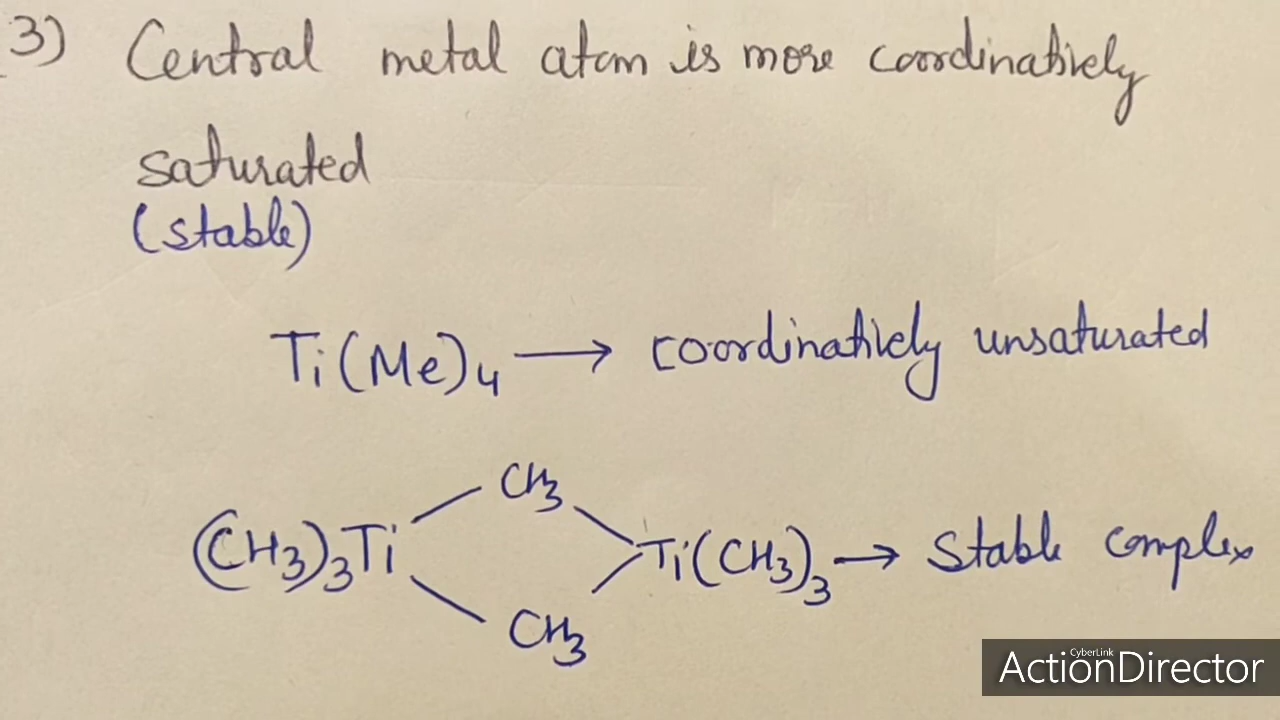 3) Central metal atom is more coordinatively
saturated
(stable)
Ti(Me)4 → coordinatively unsaturated
CH3
(CH3)3Ti Ti(CH3)3 → Stable complex
CH3
CyberLink
ActionDirector